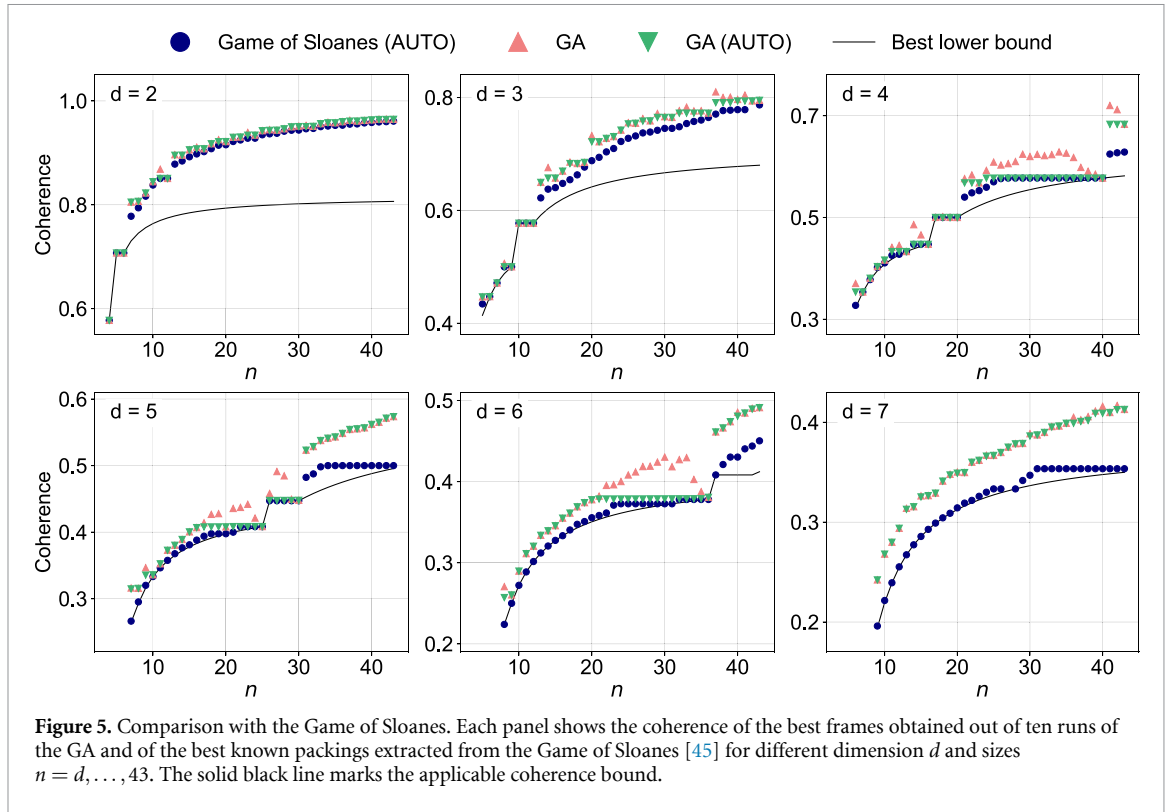 Game of Sloanes (AUTO) GA GA (AUTO) Best lower bound
d = 2 d = 3 d = 4
1.0
0.8
0.6
Coherence
10 20 30 40
n
0.8
0.6
0.4
10 20 30 40
n
0.7
0.5
0.3
10 20 30 40
n
d = 5 d = 6 d = 7
0.6
0.5
0.4
0.3
Coherence
10 20 30 40
n
0.5
0.4
0.3
0.2
10 20 30 40
n
0.4
0.3
0.2
10 20 30 40
n
Figure 5. Comparison with the Game of Sloanes. Each panel shows the coherence of the best frames obtained out of ten runs of
the GA and of the best known packings extracted from the Game of Sloanes [45] for different dimension d and sizes
n = d, . . . , 43. The solid black line marks the applicable coherence bound.